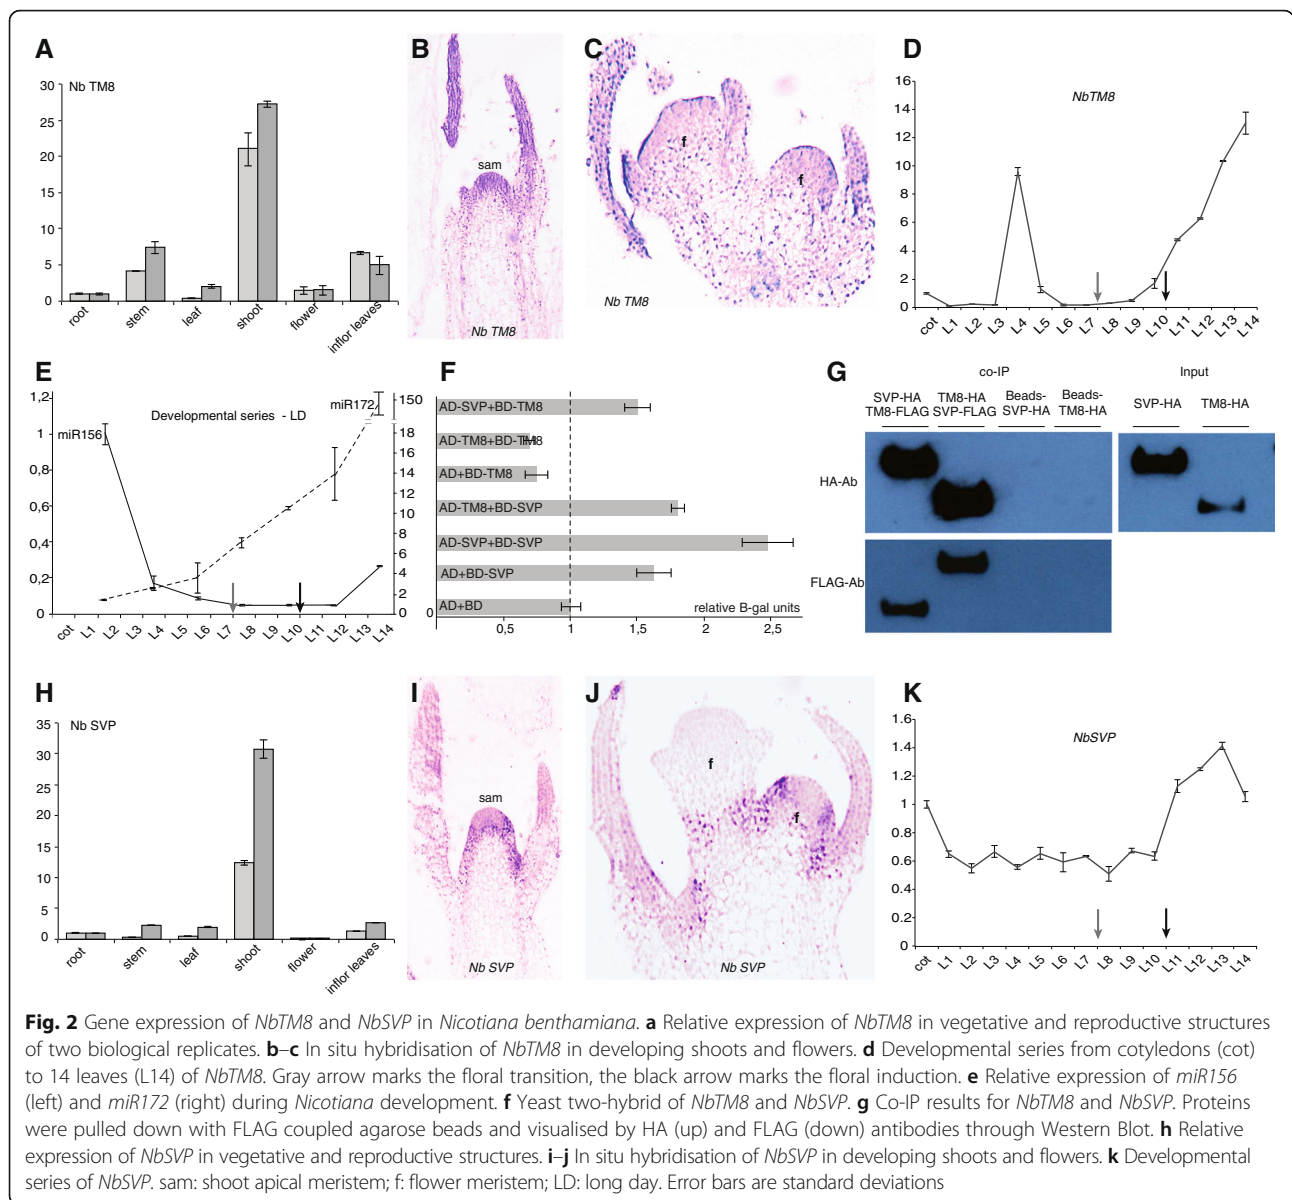 A
Nb TM8
30
25
20
15
10
5
0
root
stem
leaf
shoot
flower
inflor leaves
B
sam
Nb TM8
C
f
f
Nb TM8
D
NbTM8
16
14
12
10
8
6
4
2
0
cot L1 L2 L3 L4 L5 L6 L7 L8 L9 L10 L11 L12 L13 L14
E
Developmental series - LD
miR156
miR172
1,2
1
0,8
0,6
0,4
0,2
0
150
18
16
14
12
10
8
6
4
2
0
cot L1 L2 L4 L5 L6 L7 L8 L9 L10 L11 L12 L13 L14
F
AD-SVP+BD-TM8
AD-TM8+BD-TM8
AD+BD-TM8
AD-TM8+BD-SVP
AD-SVP+BD-SVP
AD+BD-SVP
AD+BD
relative B-gal units
0
0,5 1 1,5 2 2,5
G
co-IP Input
SVP-HA TM8-FLAG
TM8-HA SVP-FLAG
Beads-SVP-HA
Beads-TM8-HA
SVP-HA
TM8-HA
HA-Ab
FLAG-Ab
H
Nb SVP
35
30
25
20
15
10
5
0
root
stem
leaf
shoot
flower
inflor leaves
I
sam
Nb SVP
J
f
f
Nb SVP
K
NbSVP
1.6
1.4
1.2
1
0.8
0.6
0.4
0.2
0
cot L1 L2 L3 L4 L5 L6 L7 L8 L9 L10 L11 L12 L13 L14
Fig. 2 Gene expression of NbTM8 and NbSVP in Nicotiana benthamiana. a Relative expression of NbTM8 in vegetative and reproductive structures
of two biological replicates. b–c In situ hybridisation of NbTM8 in developing shoots and flowers. d Developmental series from cotyledons (cot)
to 14 leaves (L14) of NbTM8. Gray arrow marks the floral transition, the black arrow marks the floral induction. e Relative expression of miR156
(left) and miR172 (right) during Nicotiana development. f Yeast two-hybrid of NbTM8 and NbSVP. g Co-IP results for NbTM8 and NbSVP. Proteins
were pulled down with FLAG coupled agarose beads and visualised by HA (up) and FLAG (down) antibodies through Western Blot. h Relative
expression of NbSVP in vegetative and reproductive structures. i–j In situ hybridisation of NbSVP in developing shoots and flowers. k Developmental
series of NbSVP. sam: shoot apical meristem; f: flower meristem; LD: long day. Error bars are standard deviations